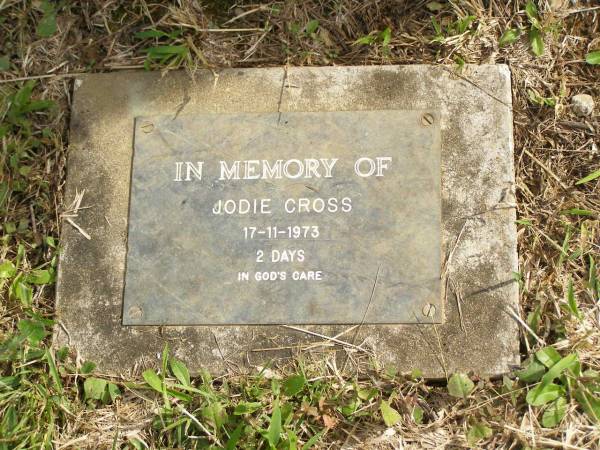 IN MEMORY OF
JODIE CROSS
17-11-1973
2 DAYS
IN GOD'S CARE